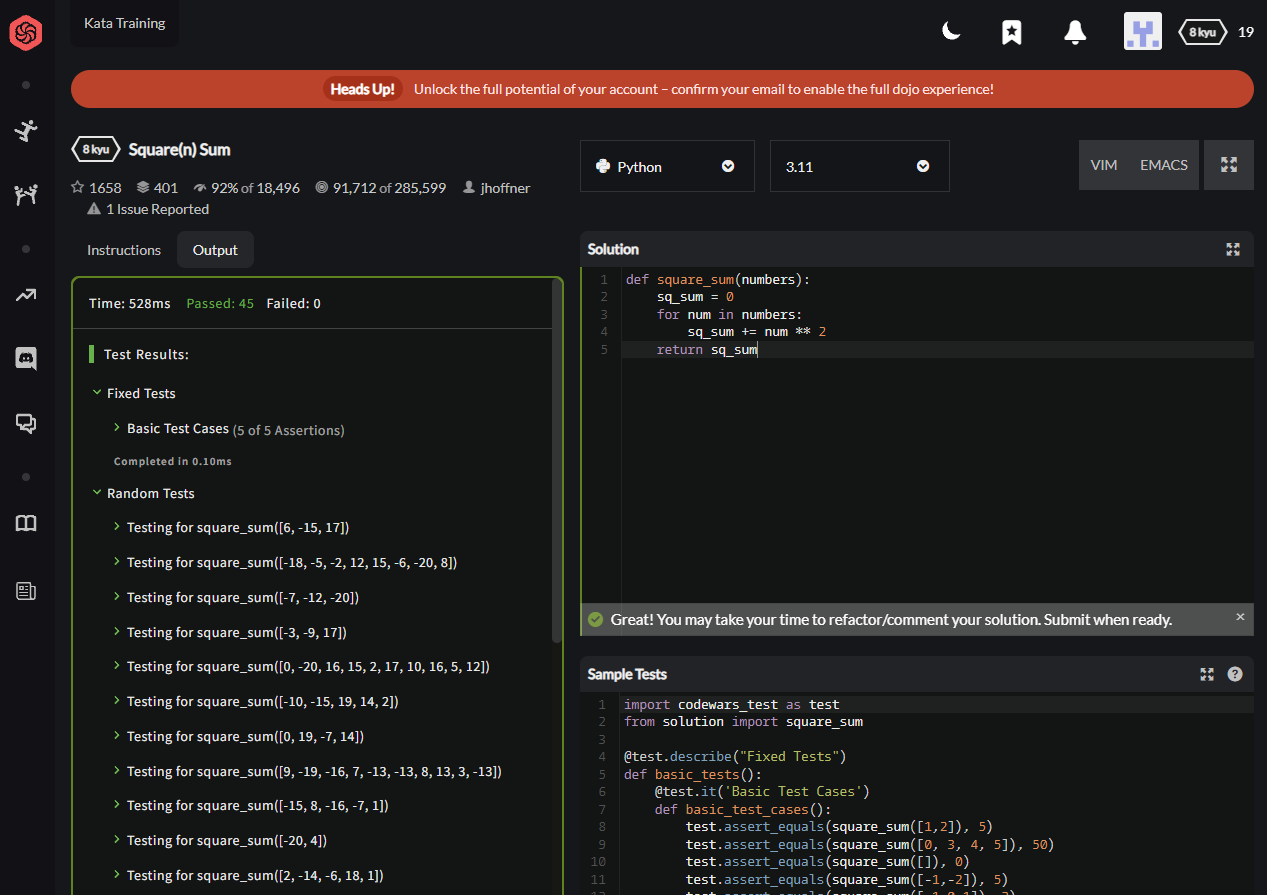 Kata Training
8 kyu 19
Heads Up! Unlock the full potential of your account – confirm your email to enable the full dojo experience!
8 kyu Square(n) Sum
1658 401 92% of 18,496 91,712 of 285,599 jhoffner
1 Issue Reported
Python 3.11 VIM EMACS
Instructions Output
Time: 528ms Passed: 45 Failed: 0
Test Results:
Fixed Tests
Basic Test Cases (5 of 5 Assertions)
Completed in 0.10ms
Random Tests
Testing for square_sum([6, -15, 17])
Testing for square_sum([-18, -5, -2, 12, 15, -6, -20, 8])
Testing for square_sum([-7, -12, -20])
Testing for square_sum([-3, -9, 17])
Testing for square_sum([0, -20, 16, 15, 2, 17, 10, 16, 5, 12])
Testing for square_sum([-10, -15, 19, 14, 2])
Testing for square_sum([0, 19, -7, 14])
Testing for square_sum([9, -19, -16, 7, -13, -13, 8, 13, 3, -13])
Testing for square_sum([-15, 8, -16, -7, 1])
Testing for square_sum([-20, 4])
Testing for square_sum([2, -14, -6, 18, 1])
Solution
1 def square_sum(numbers):
2     sq_sum = 0
3     for num in numbers:
4         sq_sum += num ** 2
5     return sq_sum
Great! You may take your time to refactor/comment your solution. Submit when ready. ×
Sample Tests ?
1 import codewars_test as test
2 from solution import square_sum
3
4 @test.describe("Fixed Tests")
5 def basic_tests():
6     @test.it('Basic Test Cases')
7     def basic_test_cases():
8         test.assert_equals(square_sum([1,2]), 5)
9         test.assert_equals(square_sum([0, 3, 4, 5]), 50)
10         test.assert_equals(square_sum([]), 0)
11         test.assert_equals(square_sum([-1,-2]), 5)